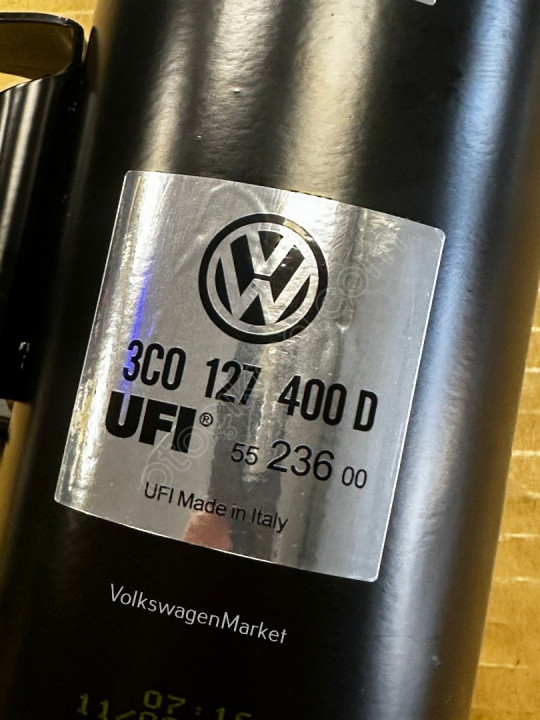 3C0 127 400 D
UFI®
55 236 00
UFI Made in Italy
VolkswagenMarket